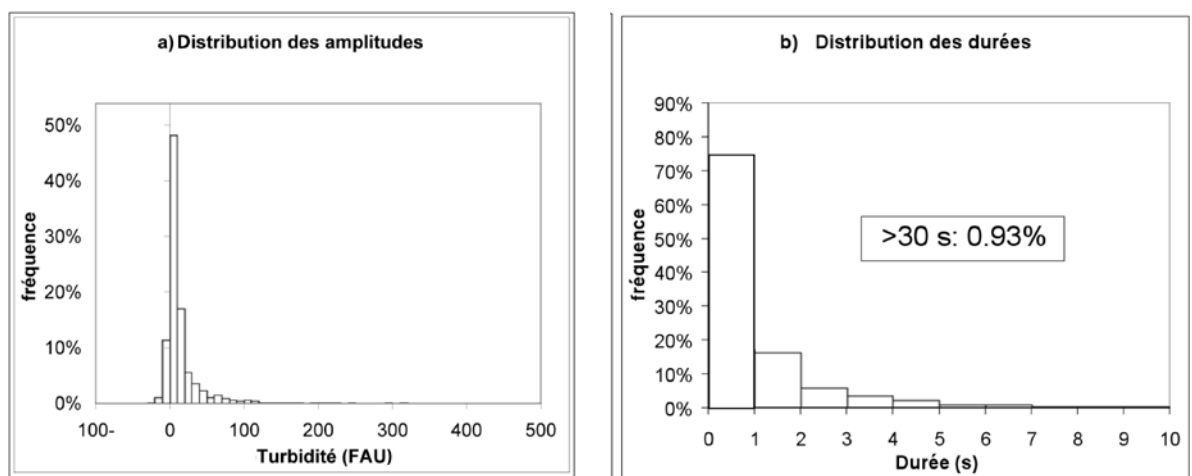 a) Distribution des amplitudes
fréquence
50%
40%
30%
20%
10%
0%
100-
0
100
200
300
400
500
Turbidité (FAU)
b) Distribution des durées
fréquence
90%
80%
70%
60%
50%
40%
30%
20%
10%
0%
>30 s: 0.93%
0 1 2 3 4 5 6 7 8 9 10
Durée (s)